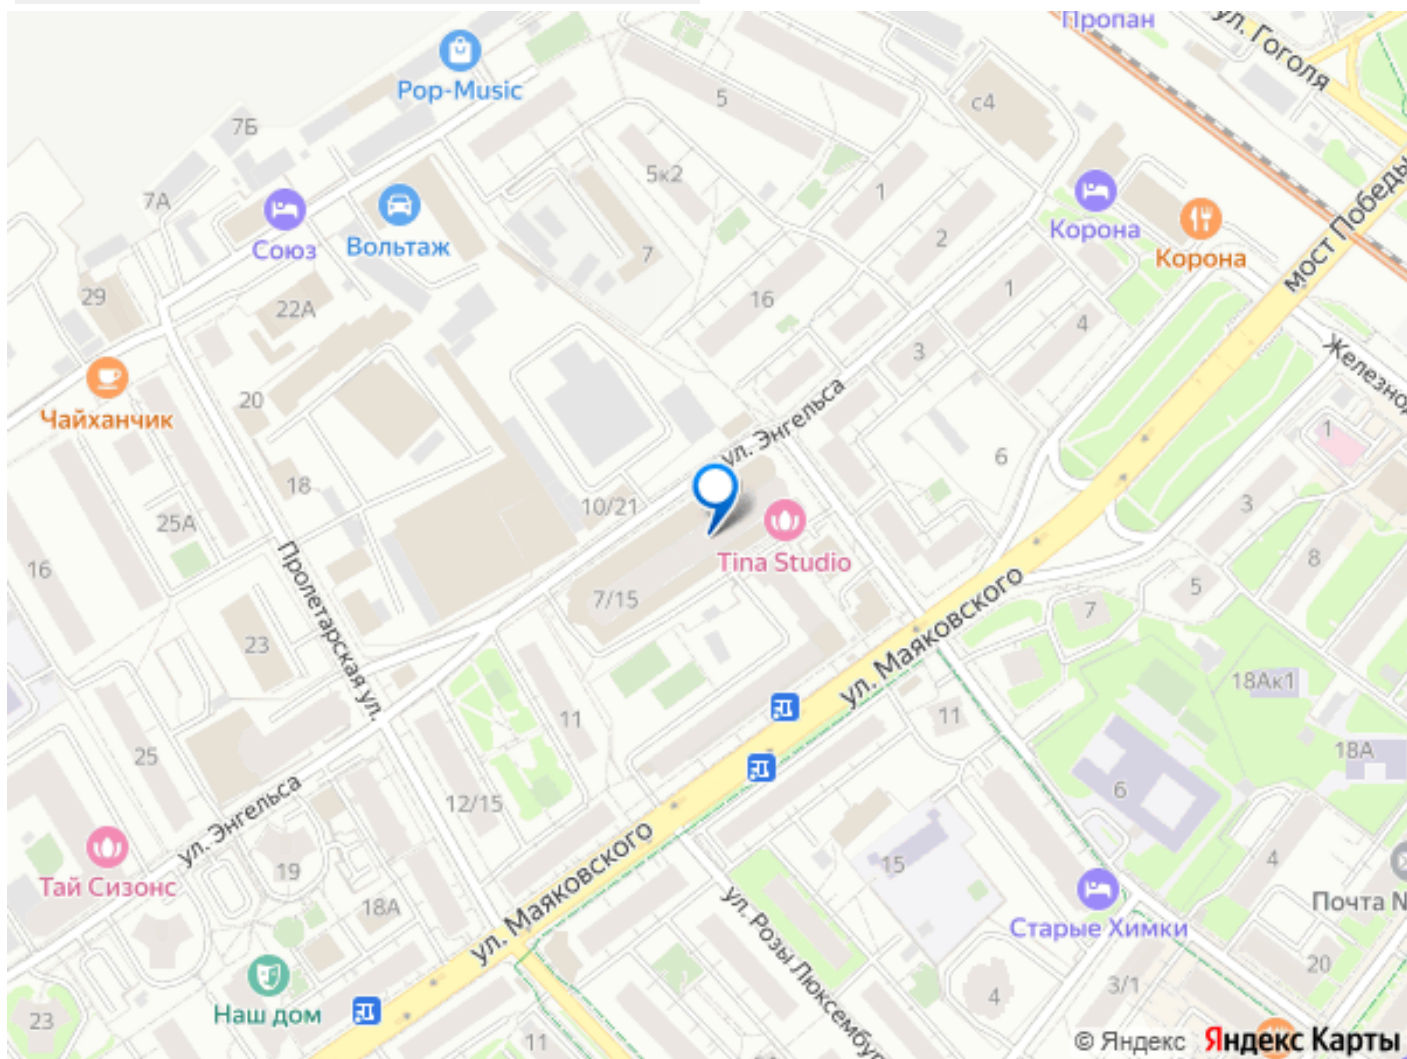 Пропан
ул. Гоголя
Pop-Music
5
с4
7Б
5к2
1
7А
Союз
Вольтаж
Корона
Корона
мост Победы
2
7
29
22А
16
1
4
3
Чайханчик
20
ул. Энгельса
1
18
10/21
6
3
25А
16
Пролетарская ул.
Tina Studio
8
7/15
7
5
23
ул. Маяковского
18Ак1
11
11
25
18А
12/15
6
ул. Энгельса
19
15
4
Тай Сизонс
18А
ул. Маяковского
ул. Розы Люксембур
Старые Химки
Почта
20
Наш дом
23
4
3/1
11
© Яндекс Яндекс Карты